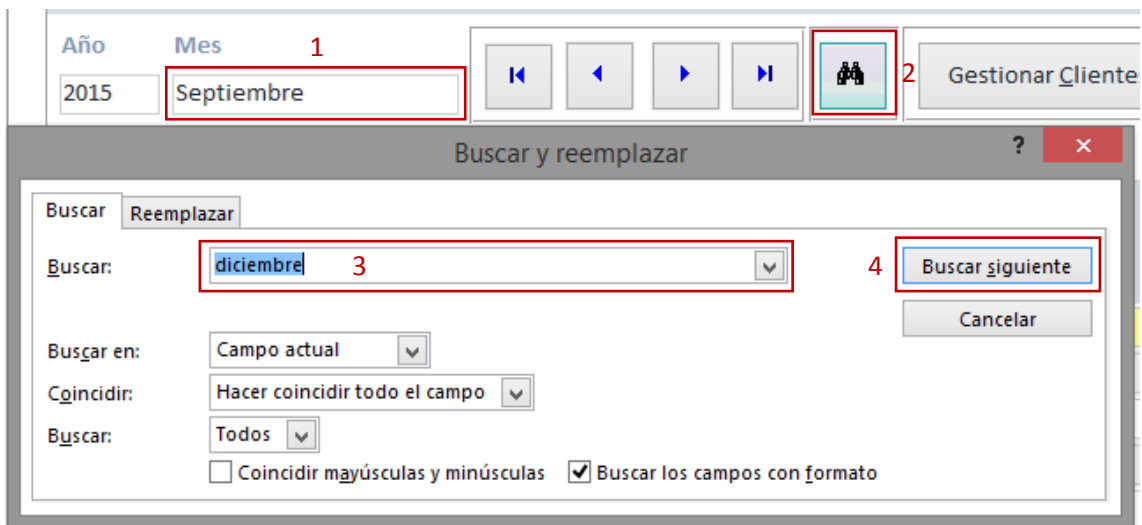 Año Mes 1
2015 Septiembre 2 Gestionar Clientes
Buscar y reemplazar ?
Buscar Reemplazar
Buscar: diciembre 3 4 Buscar siguiente
Cancelar
Buscar en: Campo actual
Coincidir: Hacer coincidir todo el campo
Buscar: Todos
Coincidir mayúsculas y minúsculas Buscar los campos con formato